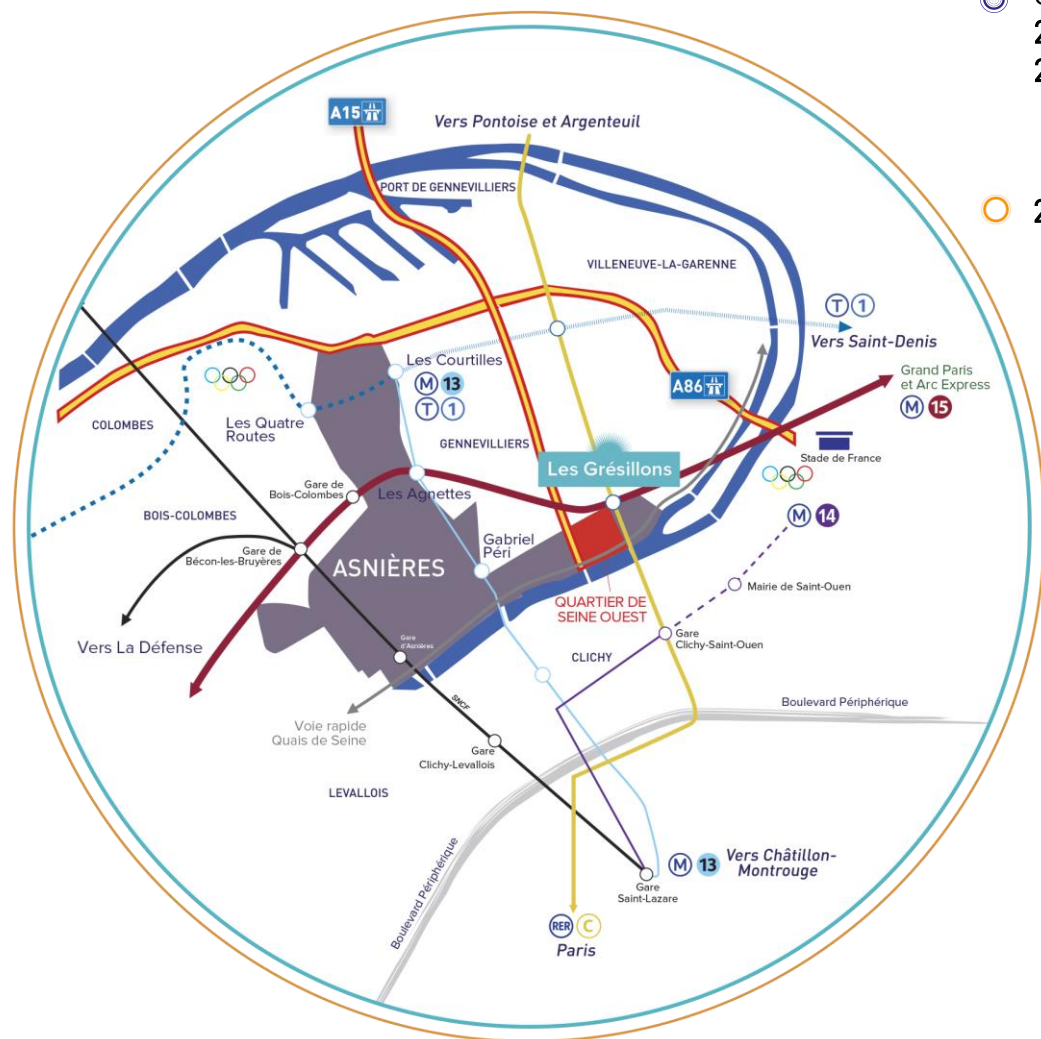 2
2
2
A15
Vers Pontoise et Argenteuil
PORT DE GENNEVILLIERS
VILLENEUVE-LA-GARENNE
T 1
Vers Saint-Denis
Les Courtilles
M 13
T 1
A86
Grand Paris
et Arc Express
M 15
COLOMBES
Les Quatre
Routes
GENNEVILLIERS
Stade de France
Les Grésillons
Gare de
Bois-Colombes
Les Agnettes
BOIS-COLOMBES
M 14
Gare de
Bécon-les-Bruyères
Gabriel
Péri
ASNIÈRES
Mairie de Saint-Ouen
QUARTIER DE
SEINE OUEST
Vers La Défense
Gare
d'Asnières
Gare
Clichy-Saint-Ouen
CLICHY
SNCF
Voie rapide
Quais de Seine
Boulevard Périphérique
Gare
Clichy-Levallois
LEVALLOIS
Boulevard Périphérique
M 13
Vers Châtillon-
Montrouge
Gare
Saint-Lazare
RER C
Paris